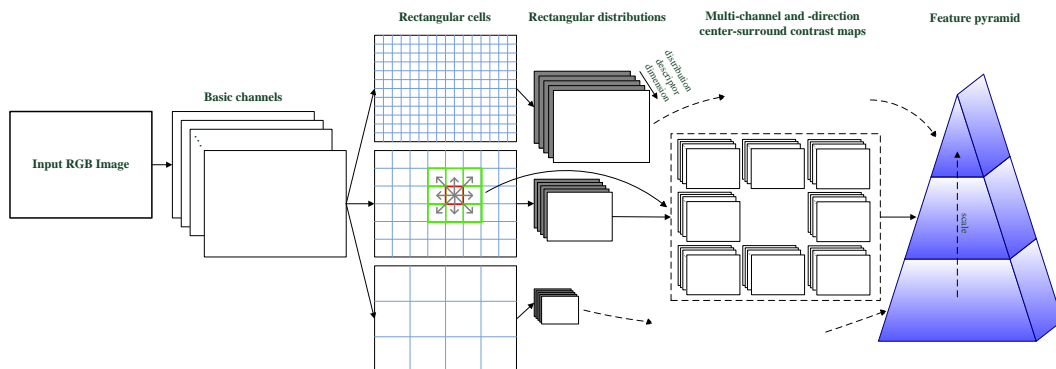 Rectangular cells
Rectangular distributions
Multi-channel and -direction
center-surround contrast maps
Feature pyramid
distribution
descriptor
dimension
Basic channels
Input RGB Image
scale